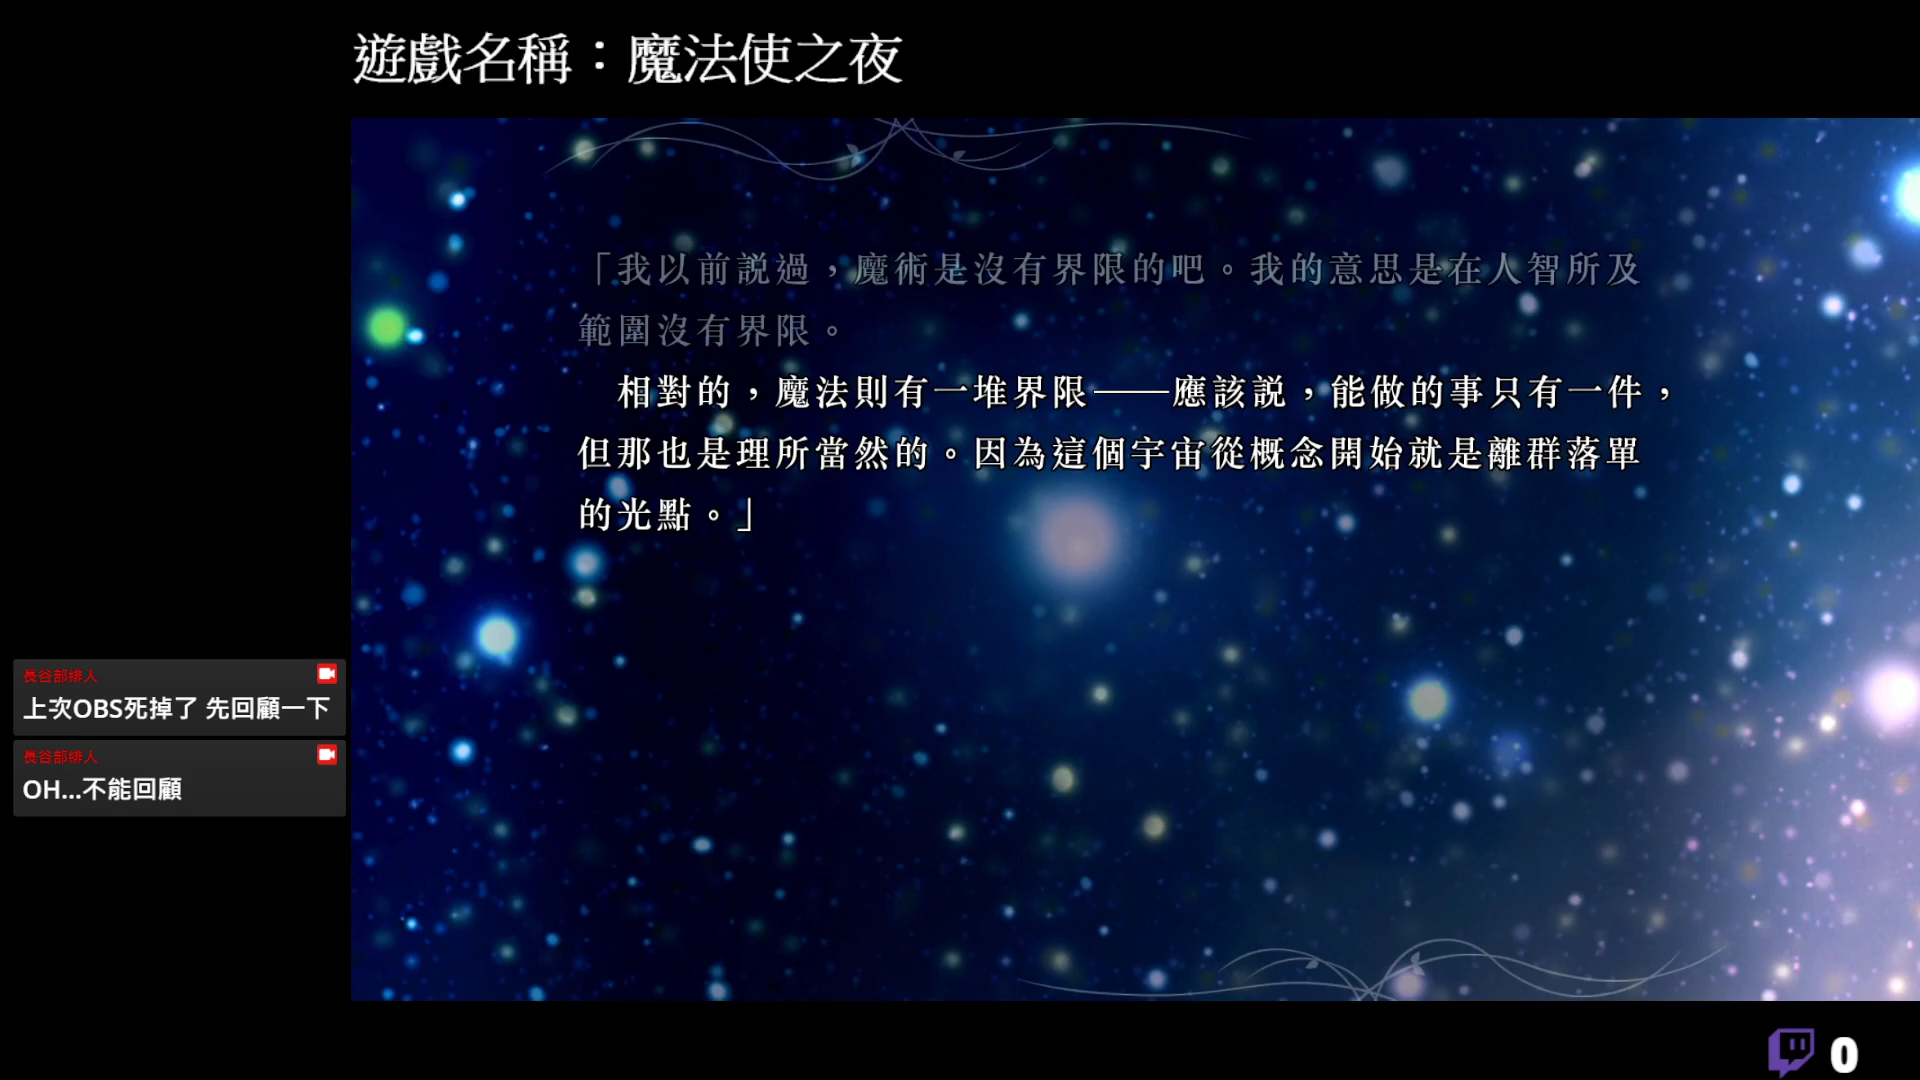 遊戲名稱：魔法使之夜
「我以前説過，魔術是沒有界限的吧。我的意思是在人智所及
範圍沒有界限。
相對的，魔法則有一堆界限——應該説，能做的事只有一件，
但那也是理所當然的。因為這個宇宙從概念開始就是離群落單
的光點。」
長谷部緋人
上次OBS死掉了 先回顧一下
長谷部緋人
OH...不能回顧
0